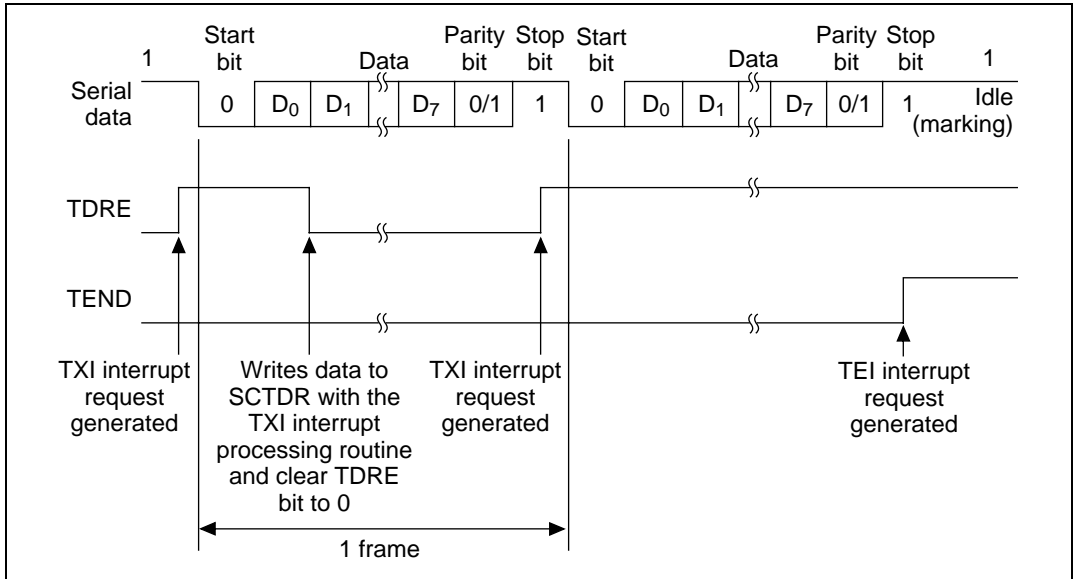 Start Parity Stop Start Parity Stop
1 bit Data bit bit bit Data bit bit 1
Serial data 0 D0 D1 D7 0/1 1 0 D0 D1 D7 0/1 1 Idle (marking)
TDRE
TEND
TXI interrupt
request
generated
Writes data to
SCTDR with the
TXI interrupt
processing routine
and clear TDRE
bit to 0
TXI interrupt
request
generated
TEI interrupt
request
generated
1 frame